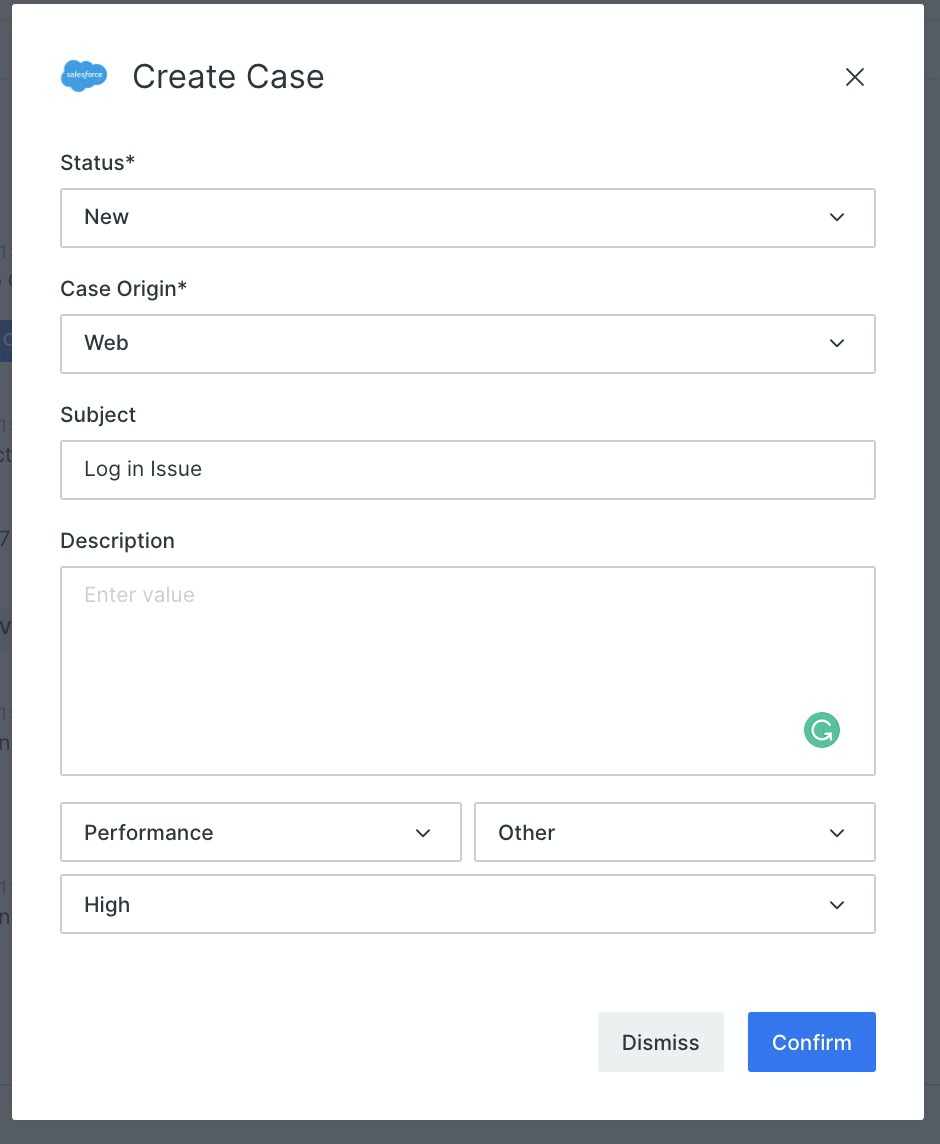 salesforce
Create Case
Status*
New
Case Origin*
Web
Subject
Log in Issue
Description
Enter value
Performance
Other
High
Dismiss
Confirm